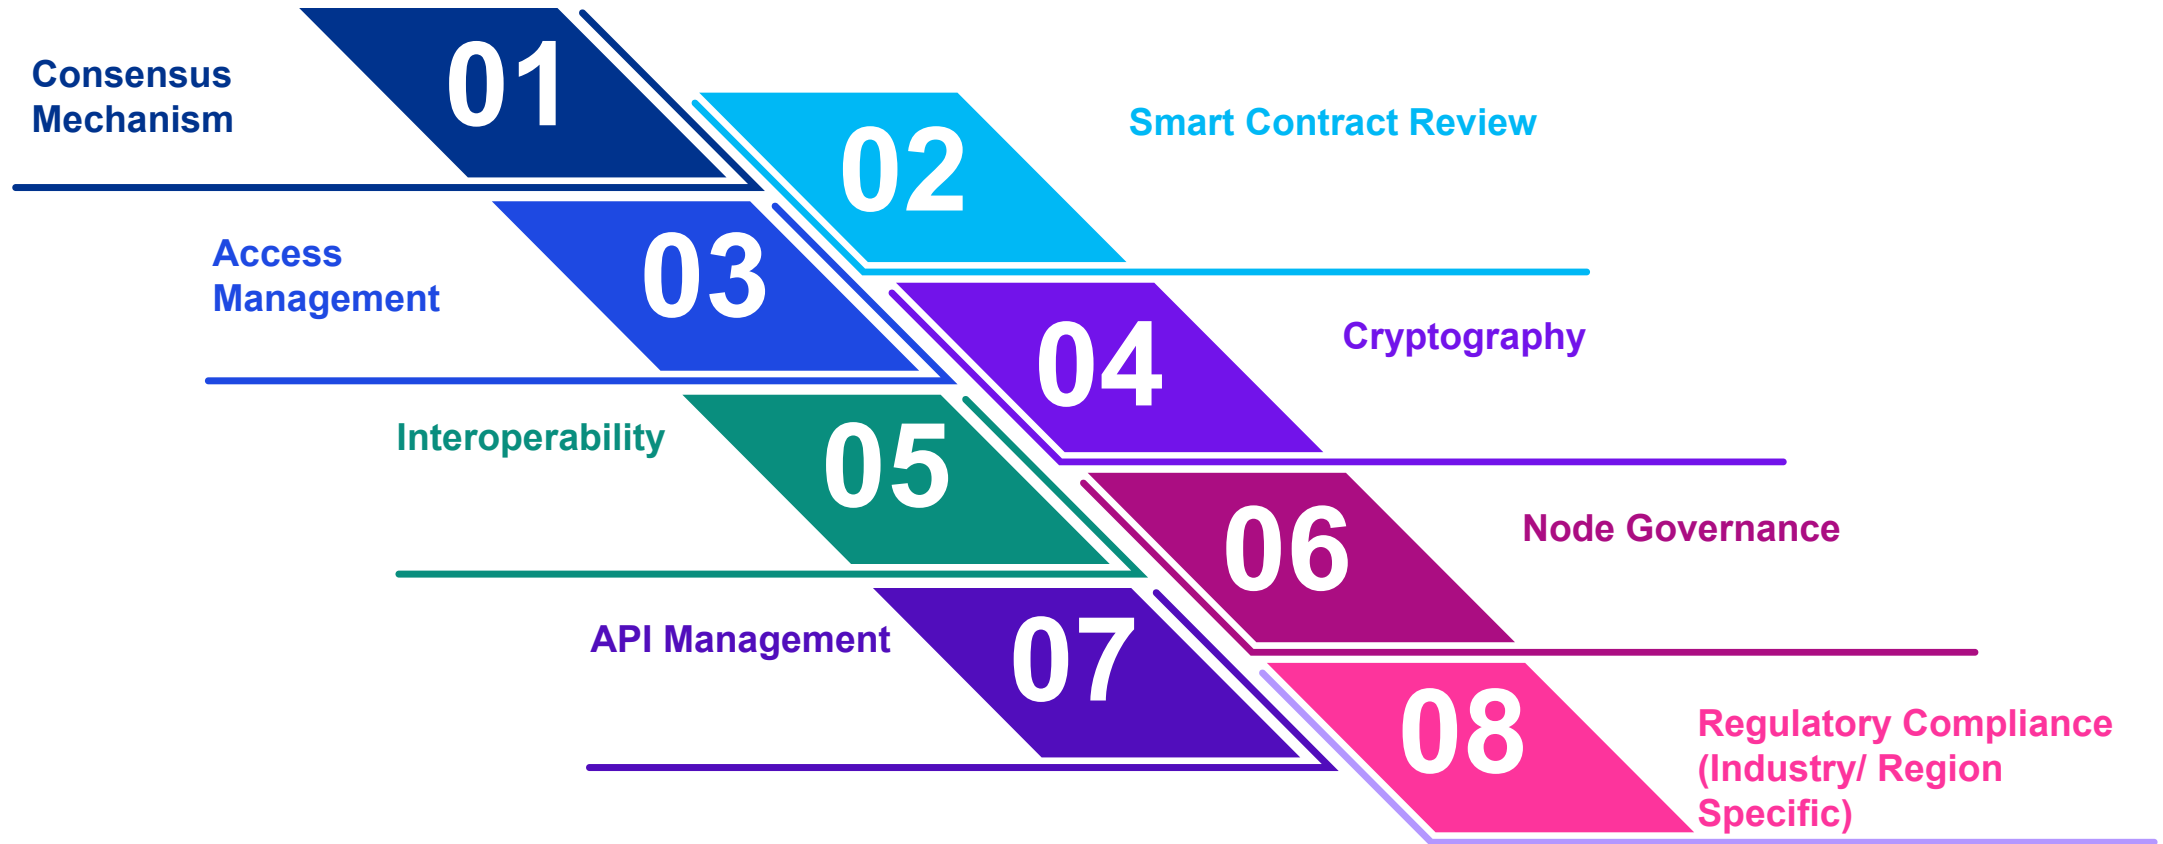 Consensus
Mechanism
01
02
Smart Contract Review
Access
Management
03
04
Cryptography
Interoperability
05
06
Node Governance
API Management
07
08
Regulatory Compliance
(Industry/ Region
Specific)